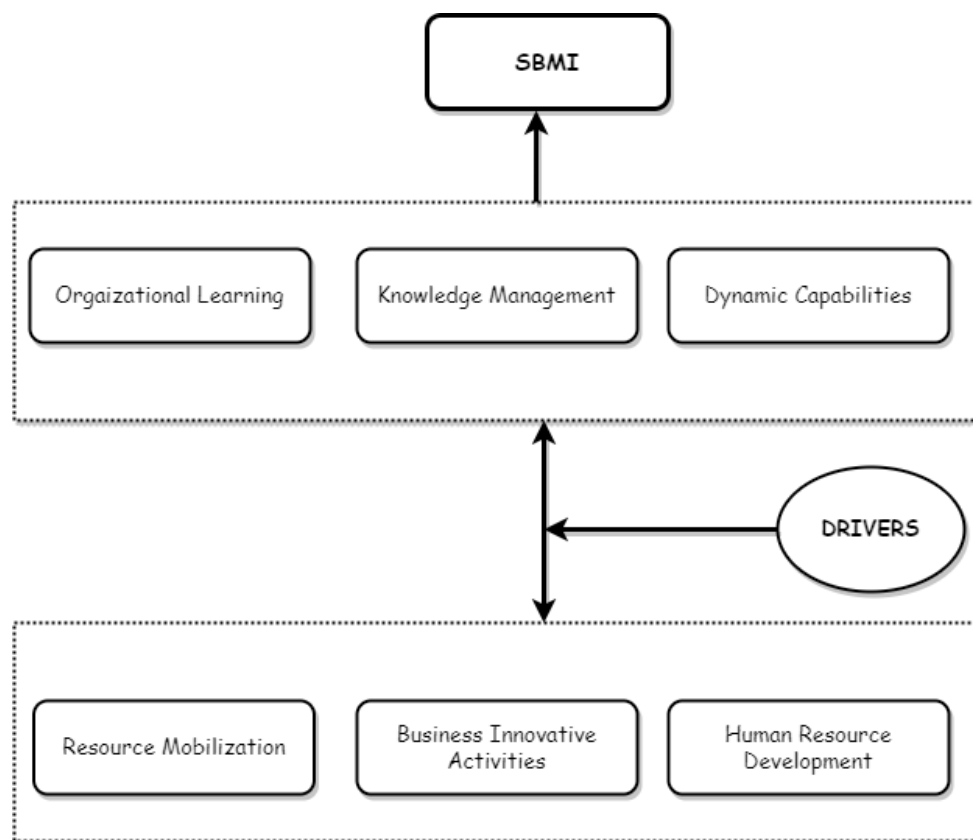 SBMI
Orgaizational Learning
Knowledge Management
Dynamic Capabilities
DRIVERS
Resource Mobilization
Business Innovative
Activities
Human Resource
Development